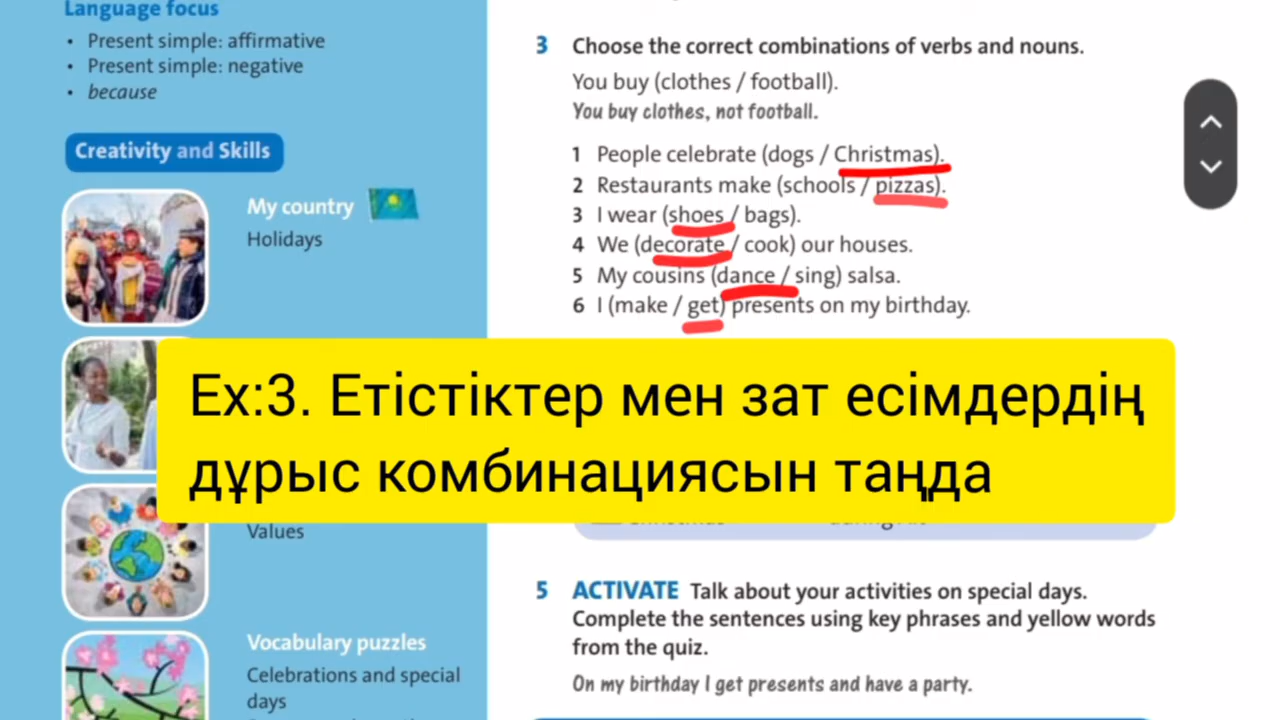 Language focus
• Present simple: affirmative
• Present simple: negative
• because
Creativity and Skills
My country
Holidays
Values
Vocabulary puzzles
Celebrations and special
days
3 Choose the correct combinations of verbs and nouns.
You buy (clothes / football).
You buy clothes, not football.
1 People celebrate (dogs / Christmas).
2 Restaurants make (schools / pizzas).
3 I wear (shoes / bags).
4 We (decorate / cook) our houses.
5 My cousins (dance / sing) salsa.
6 I (make / get) presents on my birthday.
Ex:3. Етістіктер мен зат есімдердің
дұрыс комбинациясын таңда
5 ACTIVATE Talk about your activities on special days.
Complete the sentences using key phrases and yellow words
from the quiz.
On my birthday I get presents and have a party.